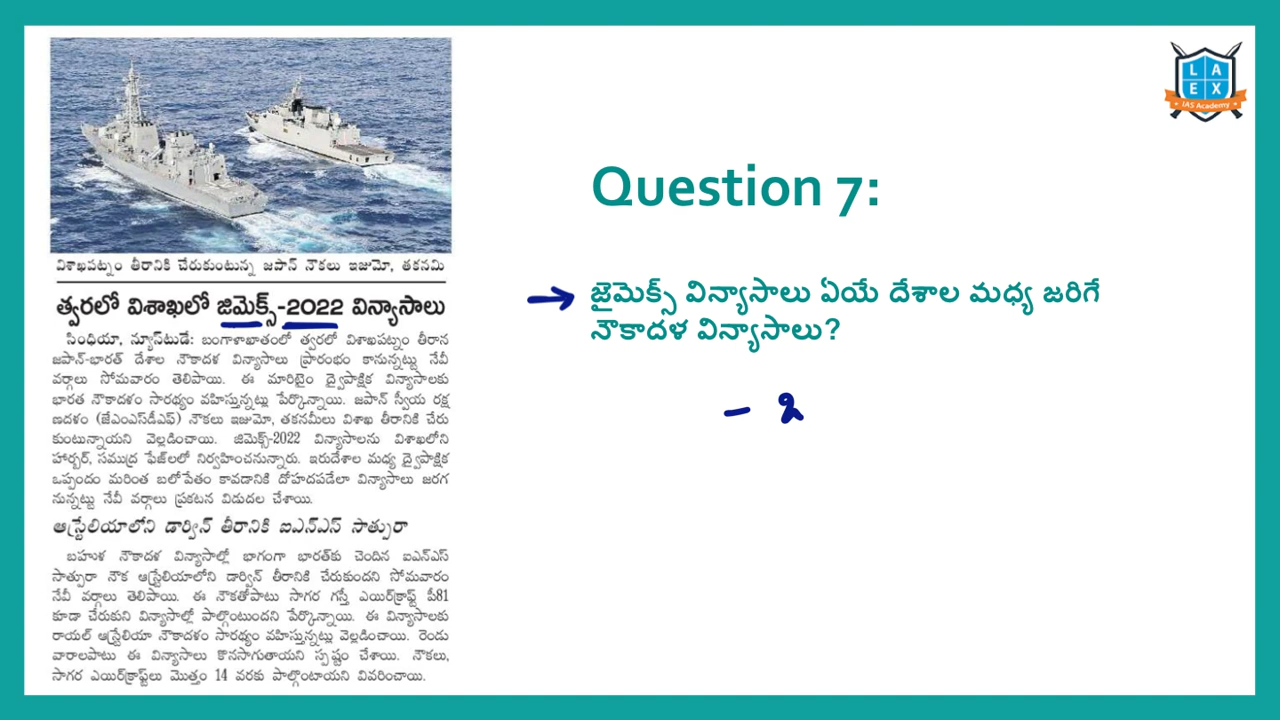 విశాఖపట్నం తీరానికి చేరుకుంటున్న జపాన్ నౌకలు ఇజుమో, తకనమి
త్వరలో విశాఖలో జిమెక్స్-2022 విన్యాసాలు
సింధియా, న్యూస్‌టుడే: బంగాళాఖాతంలో త్వరలో విశాఖపట్నం తీరాన
జపాన్-భారత్ దేశాల నౌకాదళ విన్యాసాలు ప్రారంభం కానున్నట్టు నేవీ
వర్గాలు సోమవారం తెలిపాయి. ఈ మారిటైం ద్వైపాక్షిక విన్యాసాలకు
భారత నౌకాదళం సారథ్యం వహిస్తున్నట్లు పేర్కొన్నాయి. జపాన్ స్వీయ రక్ష
ణదళం (జేఎంఎస్‌డీఎఫ్) నౌకలు ఇజుమో, తకనమీలు విశాఖ తీరానికి చేరు
కుంటున్నాయని వెల్లడించాయి. జిమెక్స్-2022 విన్యాసాలను విశాఖలోని
హార్బర్, సముద్ర ఫేజ్‌లలో నిర్వహించనున్నారు. ఇరుదేశాల మధ్య ద్వైపాక్షిక
ఒప్పందం మరింత బలోపేతం కావడానికి దోహదపడేలా విన్యాసాలు జరగ
నున్నట్టు నేవీ వర్గాలు ప్రకటన విడుదల చేశాయి.
ఆస్ట్రేలియాలోని డార్విన్ తీరానికి ఐఎన్ఎస్ సాత్పురా
బహుళ నౌకాదళ విన్యాసాల్లో భాగంగా భారత్‌కు చెందిన ఐఎన్ఎస్
సాత్పురా నౌక ఆస్ట్రేలియాలోని డార్విన్ తీరానికి చేరుకుందని సోమవారం
నేవీ వర్గాలు తెలిపాయి. ఈ నౌకతోపాటు సాగర గస్తీ ఎయిర్‌క్రాఫ్ట్ పీ81
కూడా చేరుకుని విన్యాసాల్లో పాల్గొంటుందని పేర్కొన్నాయి. ఈ విన్యాసాలకు
రాయల్ ఆస్ట్రేలియా నౌకాదళం సారథ్యం వహిస్తున్నట్లు వెల్లడించాయి. రెండు
వారాలపాటు ఈ విన్యాసాలు కొనసాగుతాయని స్పష్టం చేశాయి. నౌకలు,
సాగర ఎయిర్‌క్రాఫ్ట్‌లు మొత్తం 14 వరకు పాల్గొంటాయని వివరించాయి.
LAEX
IAS Academy
Question 7:
జైమెక్స్ విన్యాసాలు ఏయే దేశాల మధ్య జరిగే
నౌకాదళ విన్యాసాలు?